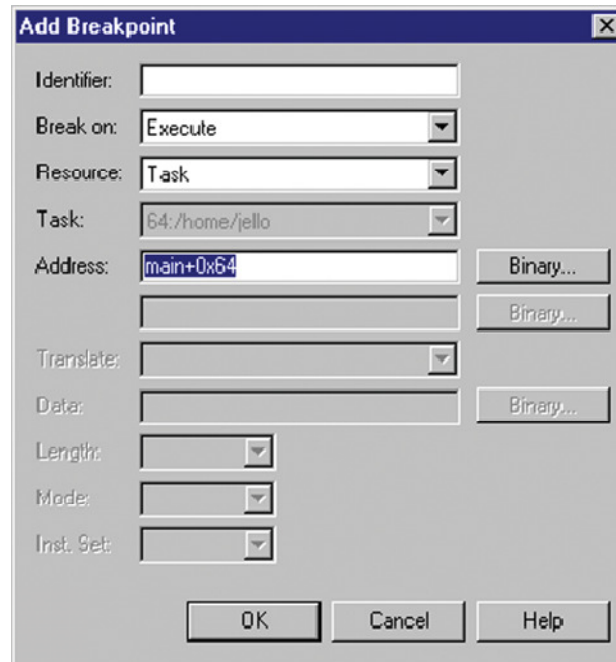 Add Breakpoint
Identifier:
Break on: Execute
Resource: Task
Task: 64:/home/jello
Address: main+0x64 Binary...
Binary...
Translate:
Data: Binary...
Length:
Mode:
Inst. Set:
OK Cancel Help